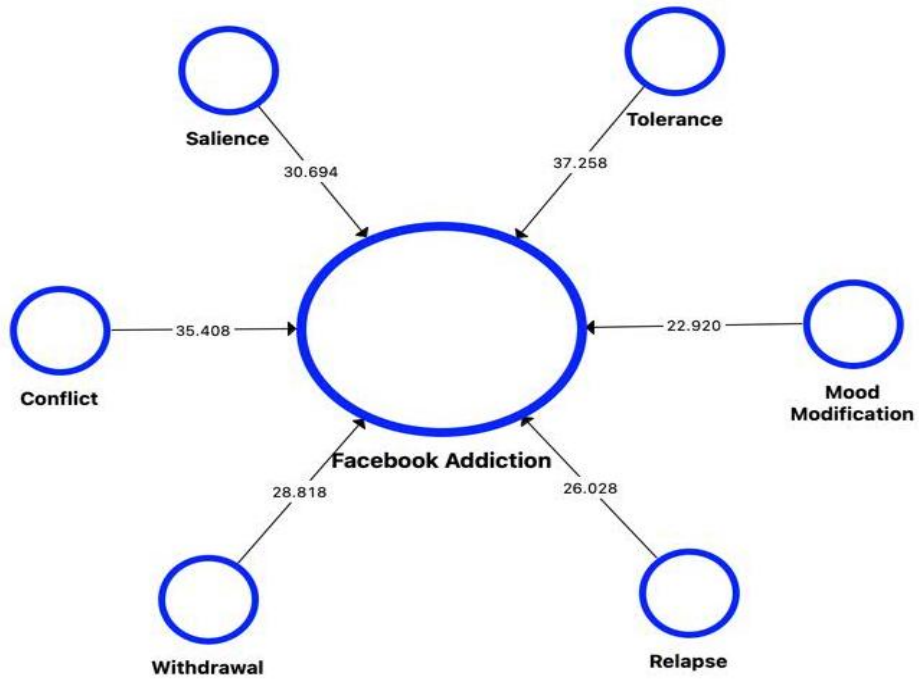 Salience
Tolerance
30.694
37.258
Conflict
35.408
22.920
Mood
Modification
Facebook Addiction
28.818
26.028
Withdrawal
Relapse